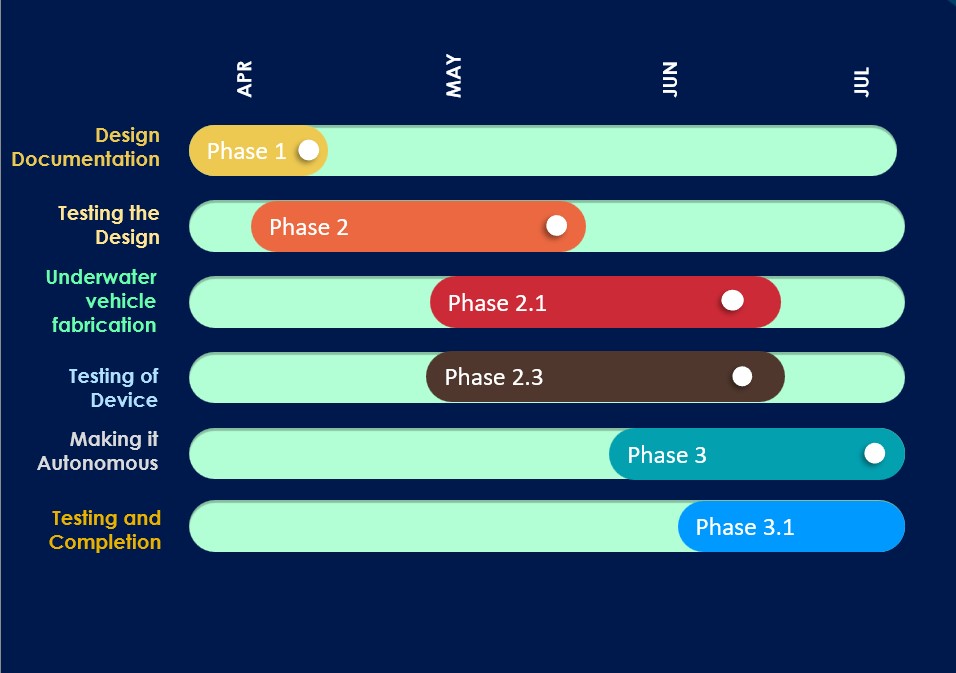 APR
MAY
JUN
JUL
Design
Documentation
Phase 1
Testing the
Design
Phase 2
Underwater
vehicle
fabrication
Phase 2.1
Testing of
Device
Phase 2.3
Making it
Autonomous
Phase 3
Testing and
Completion
Phase 3.1